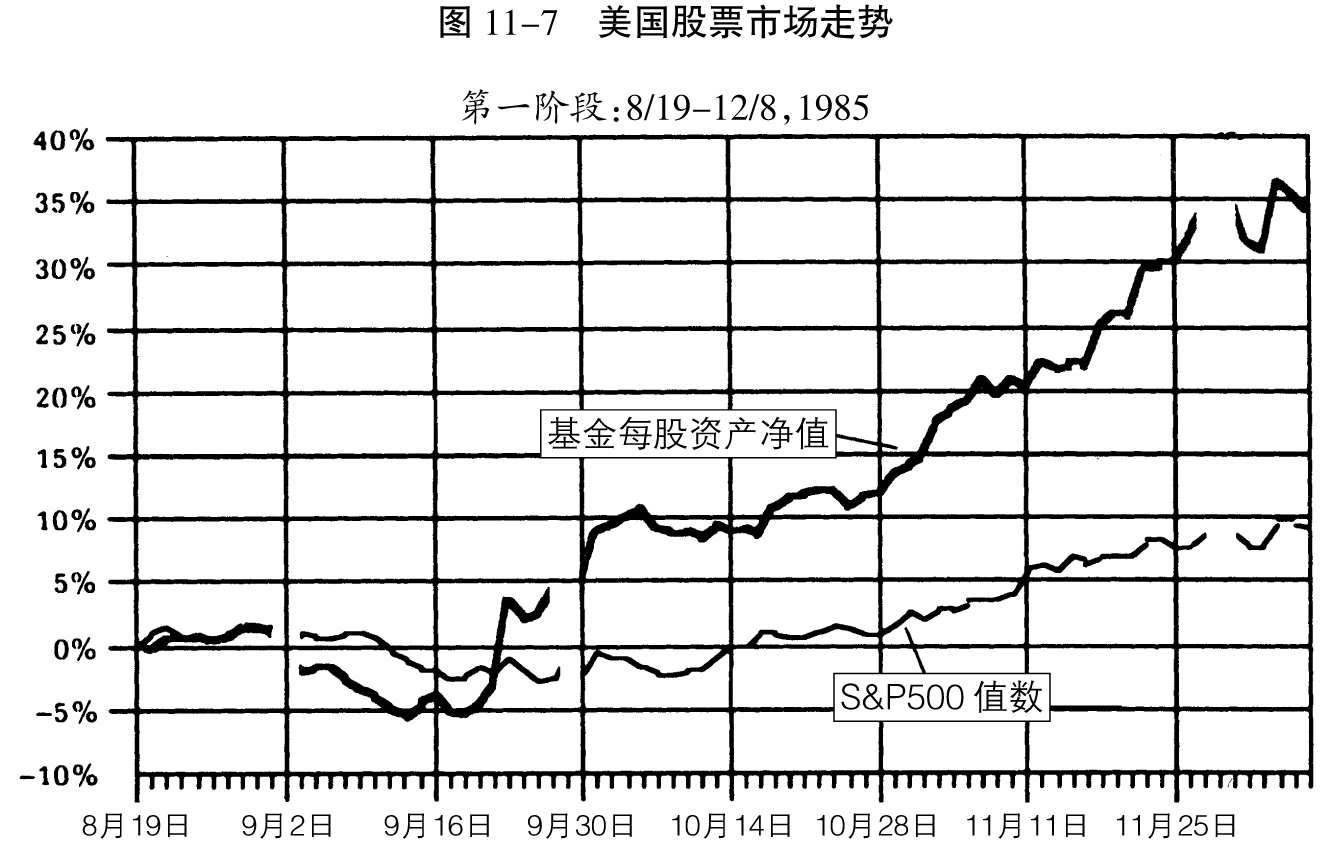 图 11–7 美国股票市场走势
第一阶段:8/19–12/8,1985
40%
35%
30%
25%
20%
15%
10%
5%
0%
-5%
-10%
基金每股资产净值
S&P500 值数
8月19日 9月2日 9月16日 9月30日 10月14日 10月28日 11月11日 11月25日